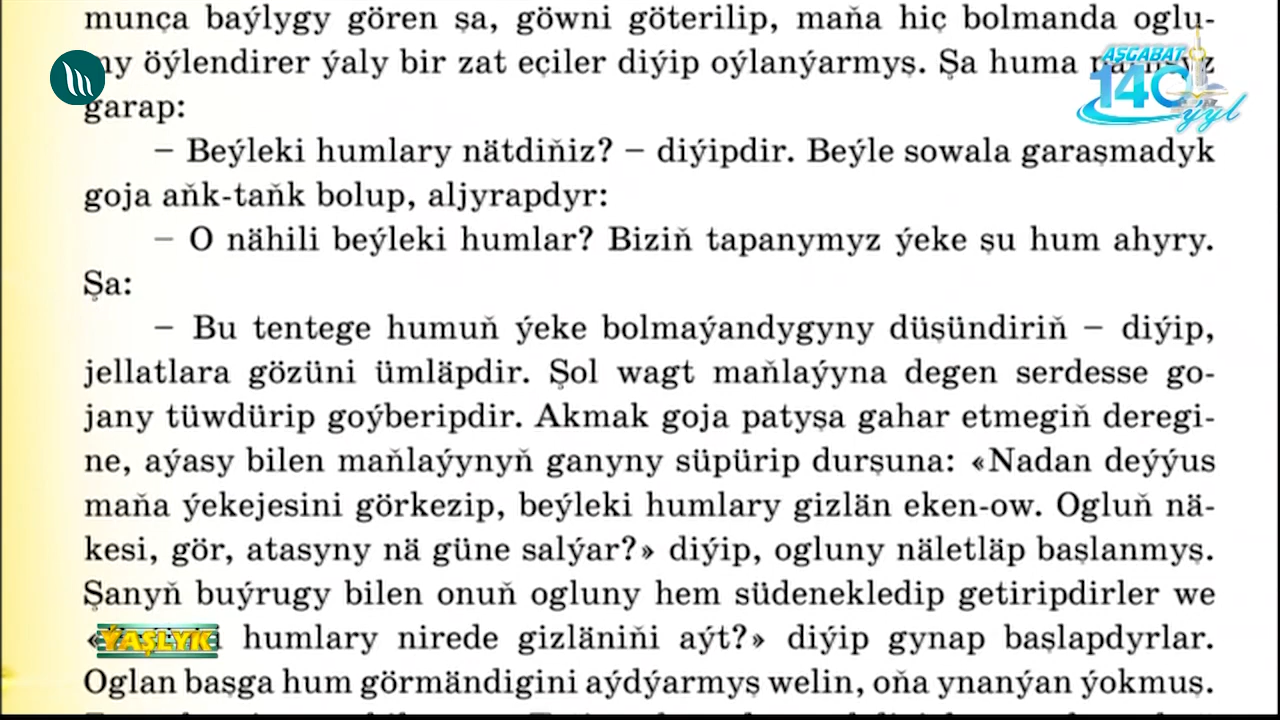 munça baýlygy gören şa, göwni göterilip, maňa hiç bolmanda oglu-
ny öýlendirer ýaly bir zat eçiler diýip oýlanýarmyş. Şa huma
AŞGABAT
140
ýyl
garap:
– Beýleki humlary nätdiňiz? – diýipdir. Beýle sowala garaşmadyk
goja aňk-taňk bolup, aljyrapdyr:
– O nähili beýleki humlar? Biziň tapanymyz ýeke şu hum ahyry.
Şa:
– Bu tentege humuň ýeke bolmaýandygyny düşündiriň – diýip,
jellatlara gözüni ümläpdir. Şol wagt maňlaýyna degen serdesse go-
jany tüwdürip goýberipdir. Akmak goja patyşa gahar etmegiň deregi-
ne, aýasy bilen maňlaýynyň ganyny süpürip durşuna: «Nadan deýýus
maňa ýekejesini görkezip, beýleki humlary gizlän eken-ow. Ogluň nä-
kesi, gör, atasyny nä güne salýar?» diýip, ogluny näletläp başlanmyş.
Şanyň buýrugy bilen onuň ogluny hem südenekledip getiripdirler we
«ÝAŞLYK humlary nirede gizläniňi aýt?» diýip gynap başlapdyrlar.
Oglan başga hum görmändigini aýdýarmyş welin, oňa ynanýan ýokmuş.